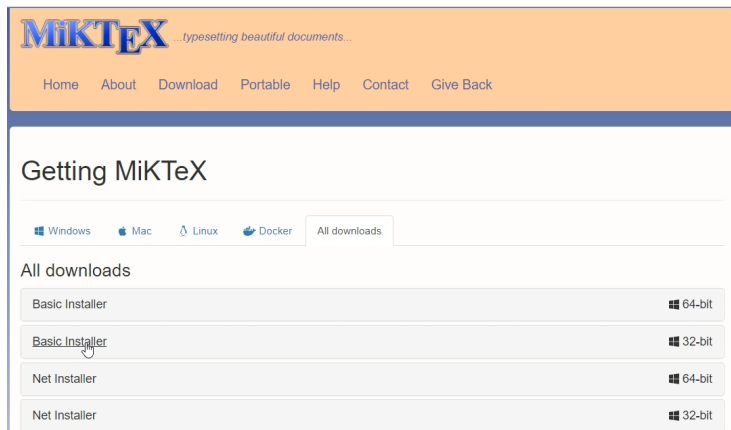 MiKTEX ...typesetting beautiful documents...
Home About Download Portable Help Contact Give Back
Getting MiKTeX
Windows Mac Linux Docker All downloads
All downloads
Basic Installer 64-bit
Basic Installer 32-bit
Net Installer 64-bit
Net Installer 32-bit